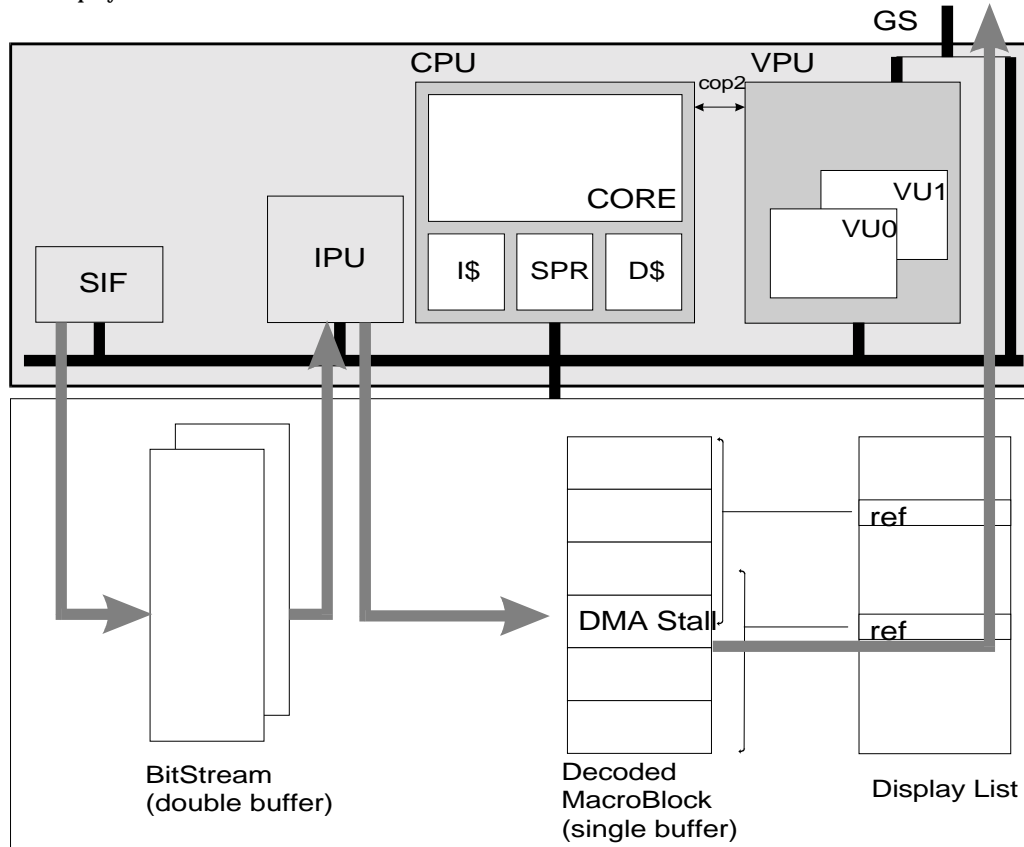 GS
CPU
VPU
cop2
CORE
VU1
VU0
IPU
SIF
I$
SPR
D$
ref
DMA Stall
ref
BitStream
(double buffer)
Decoded
MacroBlock
(single buffer)
Display List